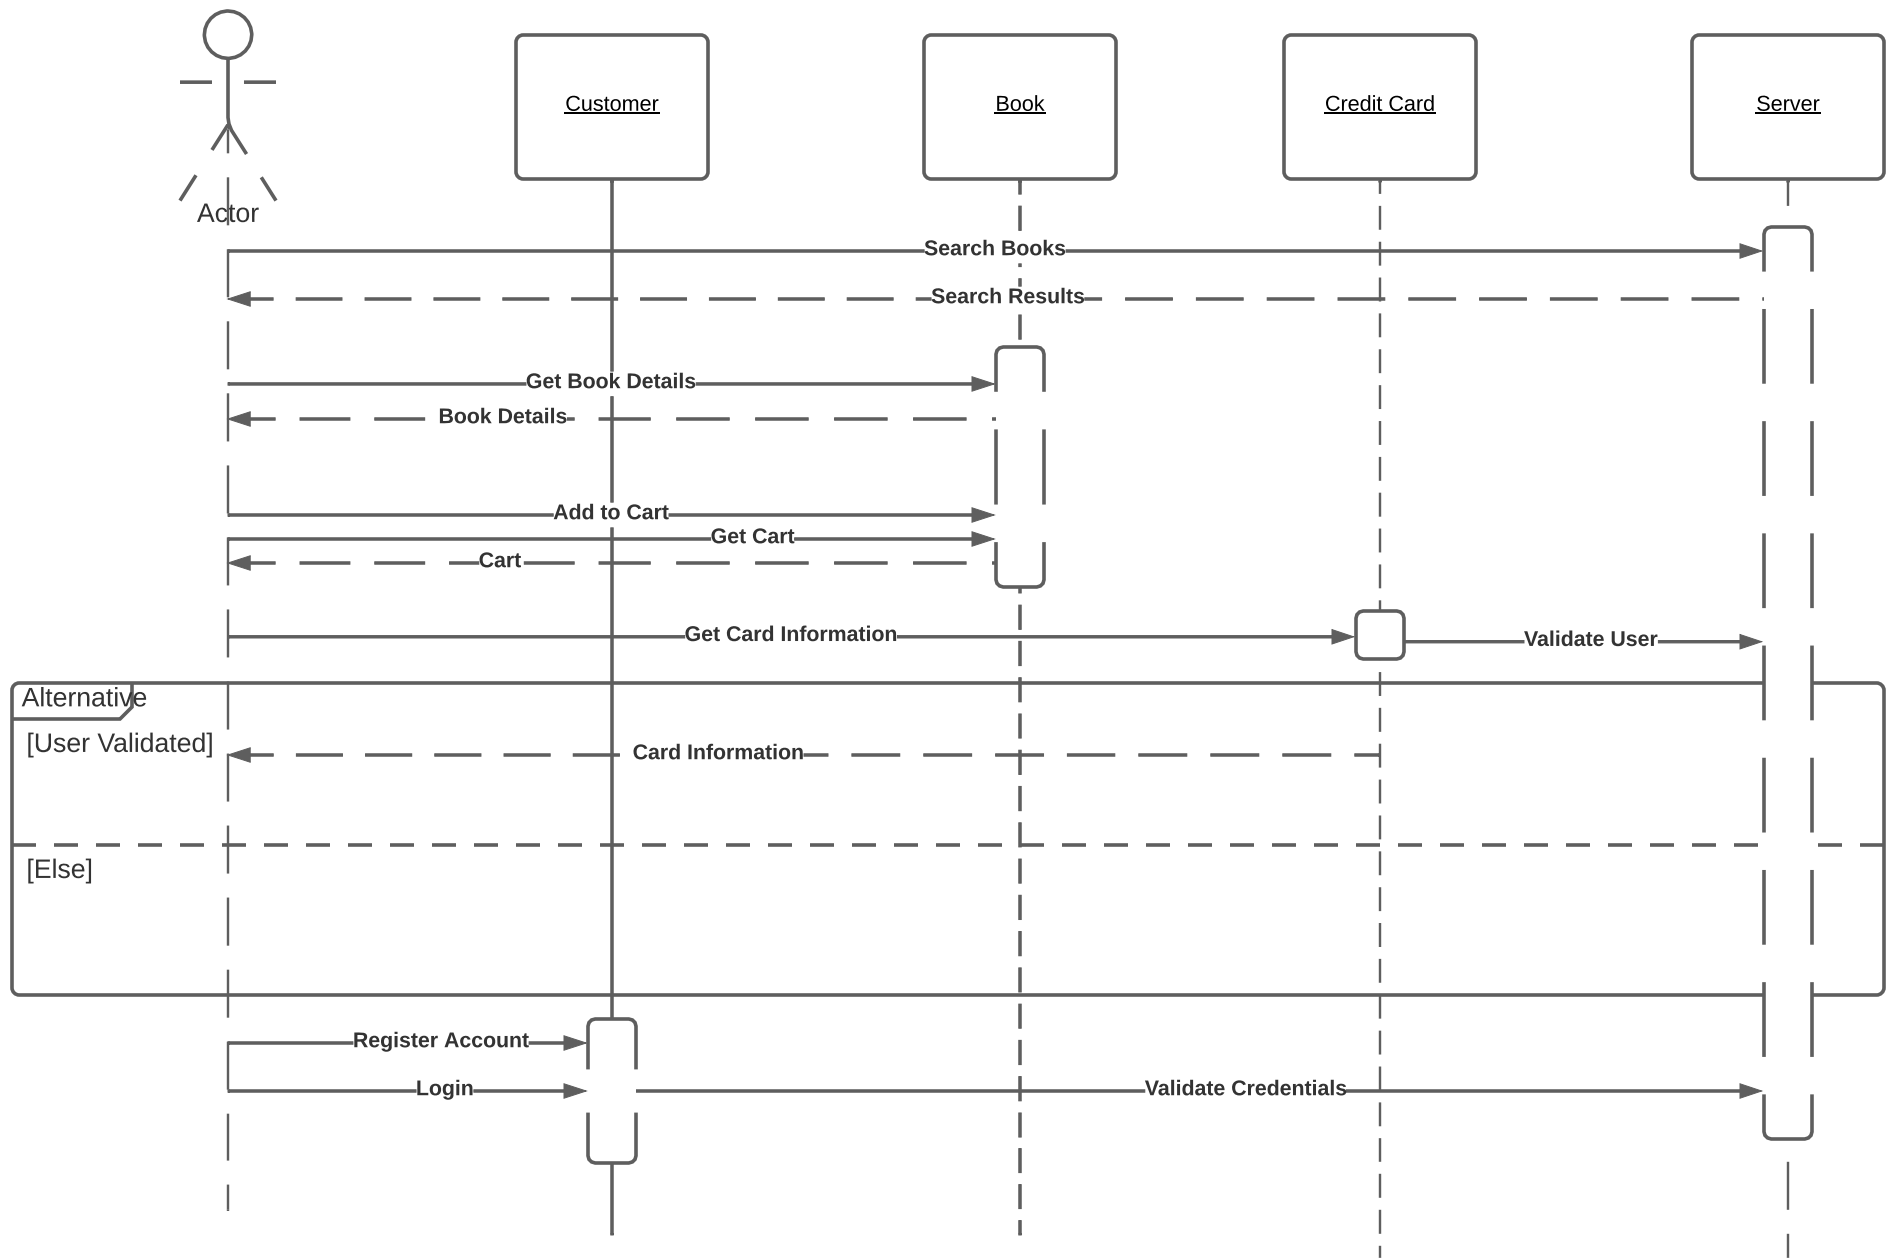 Customer
Book
Credit Card
Server
Actor
Search Books
Search Results
Get Book Details
Book Details
Add to Cart
Get Cart
Cart
Get Card Information
Validate User
Alternative
[User Validated]
Card Information
[Else]
Register Account
Login
Validate Credentials